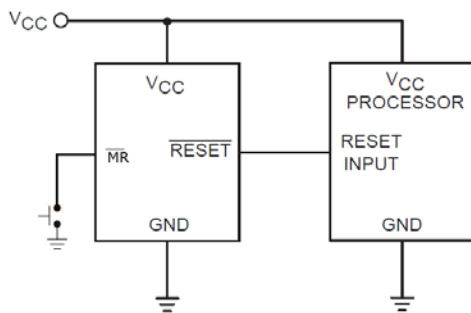 VCC
VCC
MR
RESET
GND
VCC
PROCESSOR
RESET
INPUT
GND